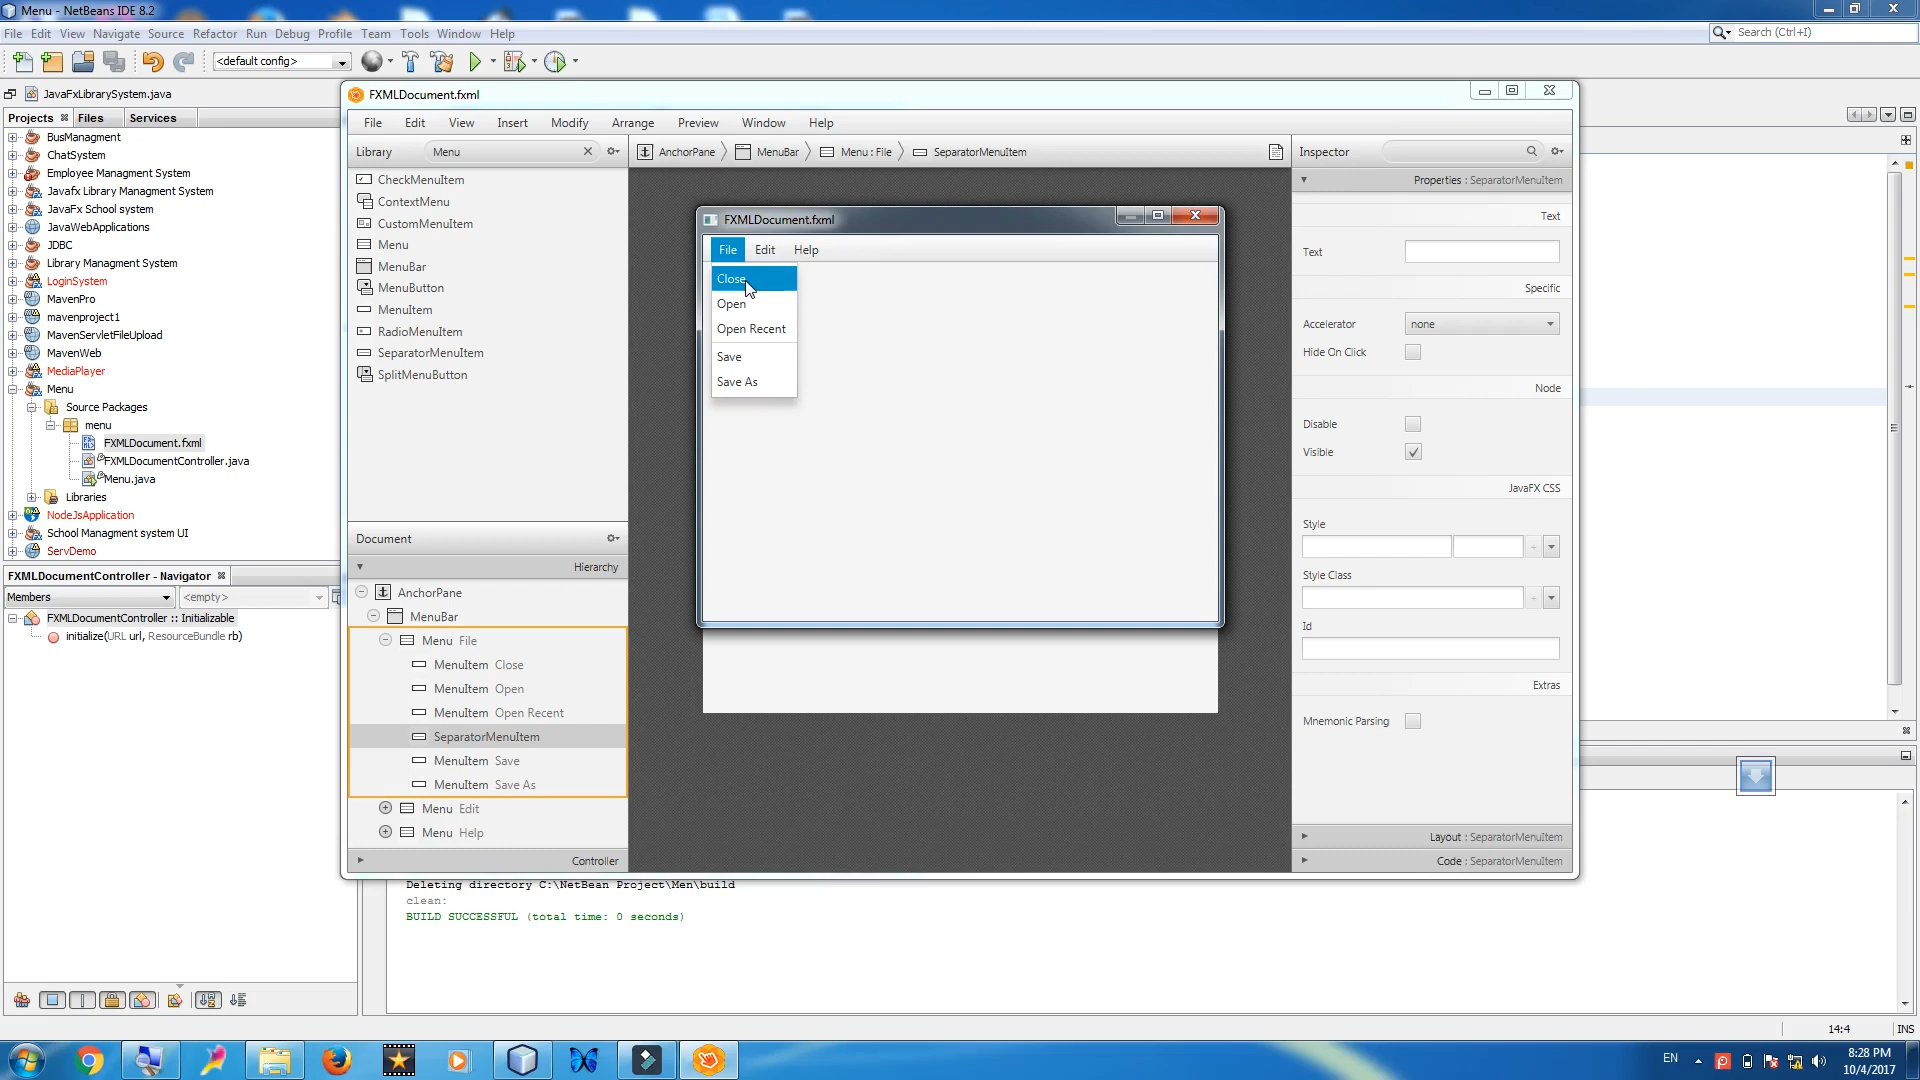 Menu - NetBeans IDE 8.2
File Edit View Navigate Source Refactor Run Debug Profile Team Tools Window Help
Search (Ctrl+I)
<default config>
JavaFxLibrarySystem.java
Projects Files Services
BusManagment
ChatSystem
Employee Managment System
Javafx Library Managment System
JavaFx School system
JavaWebApplications
JDBC
Library Managment System
LoginSystem
MavenPro
mavenproject1
MavenServletFileUpload
MavenWeb
MediaPlayer
Menu
Source Packages
menu
FXMLDocument.fxml
FXMLDocumentController.java
Menu.java
Libraries
NodeJsApplication
School Managment system UI
ServDemo
FXMLDocumentController - Navigator
Members <empty>
FXMLDocumentController :: Initializable
initialize(URL url, ResourceBundle rb)
FXMLDocument.fxml
File Edit View Insert Modify Arrange Preview Window Help
Library Menu
CheckMenuItem
ContextMenu
CustomMenuItem
Menu
MenuBar
MenuButton
MenuItem
RadioMenuItem
SeparatorMenuItem
SplitMenuButton
Document
Hierarchy
AnchorPane
MenuBar
Menu File
MenuItem Close
MenuItem Open
MenuItem Open Recent
SeparatorMenuItem
MenuItem Save
MenuItem Save As
Menu Edit
Menu Help
Controller
AnchorPane MenuBar Menu : File SeparatorMenuItem
FXMLDocument.fxml
File Edit Help
Close
Open
Open Recent
Save
Save As
Inspector
Properties : SeparatorMenuItem
Text
Text
Specific
Accelerator none
Hide On Click
Node
Disable
Visible
JavaFX CSS
Style
Style Class
Id
Extras
Mnemonic Parsing
Layout : SeparatorMenuItem
Code : SeparatorMenuItem
Deleting directory C:\NetBean Project\Men\build
clean:
BUILD SUCCESSFUL (total time: 0 seconds)
14:4 INS
EN
8:28 PM
10/4/2017